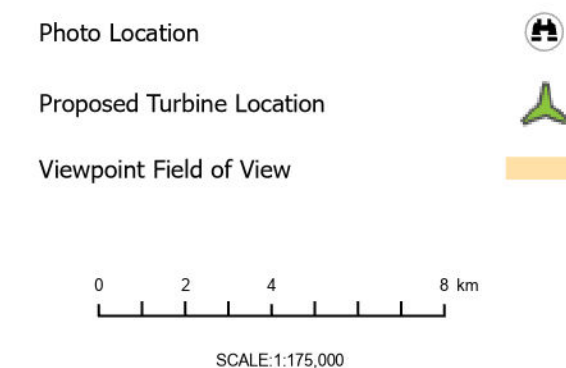 Photo Location
Proposed Turbine Location
Viewpoint Field of View
0 2 4 8 km
SCALE:1:175,000